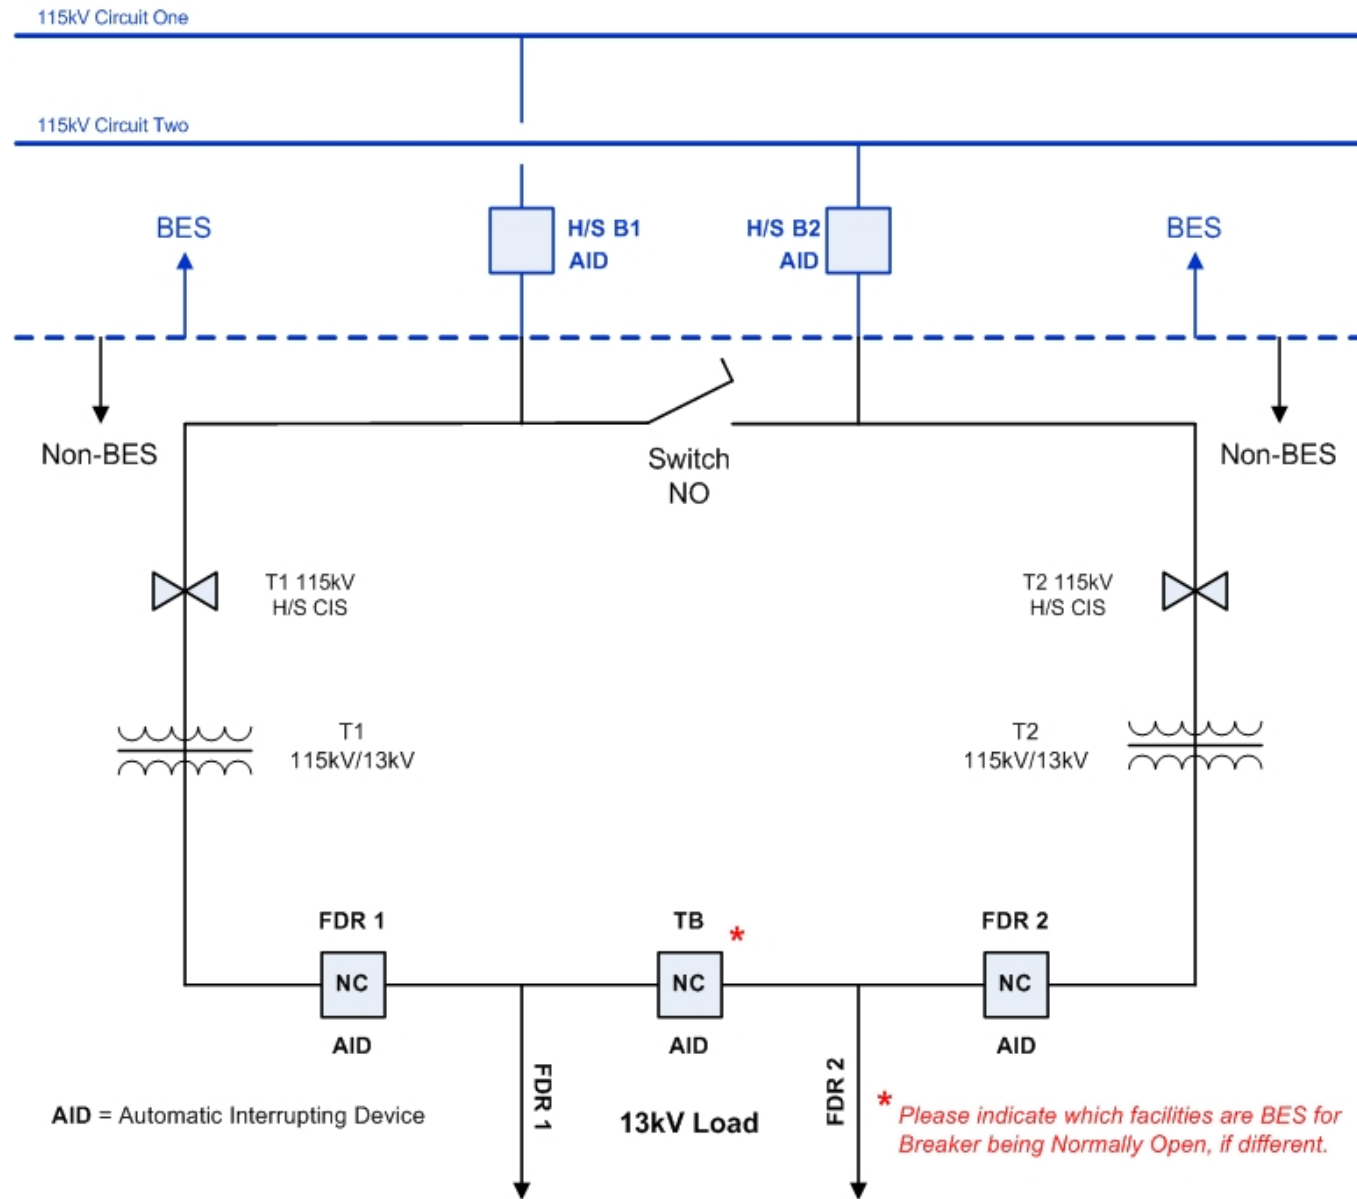 115kV Circuit One
115kV Circuit Two
BES
H/S B1
AID
H/S B2
AID
BES
Non-BES
Switch
NO
Non-BES
T1 115kV
H/S CIS
T2 115kV
H/S CIS
T1
115kV/13kV
T2
115kV/13kV
FDR 1
TB
*
FDR 2
NC
NC
NC
AID
AID
AID
FDR 1
FDR 2
AID = Automatic Interrupting Device
13kV Load
* Please indicate which facilities are BES for
Breaker being Normally Open, if different.